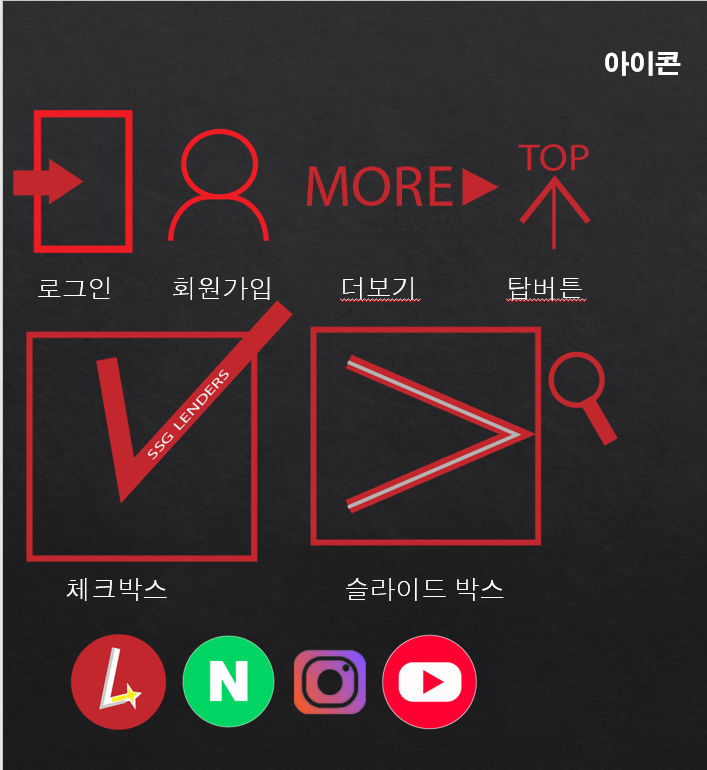 아이콘
MORE
TOP
로그인
회원가입
더보기
탑버튼
SSG LENDERS
체크박스
슬라이드 박스
N